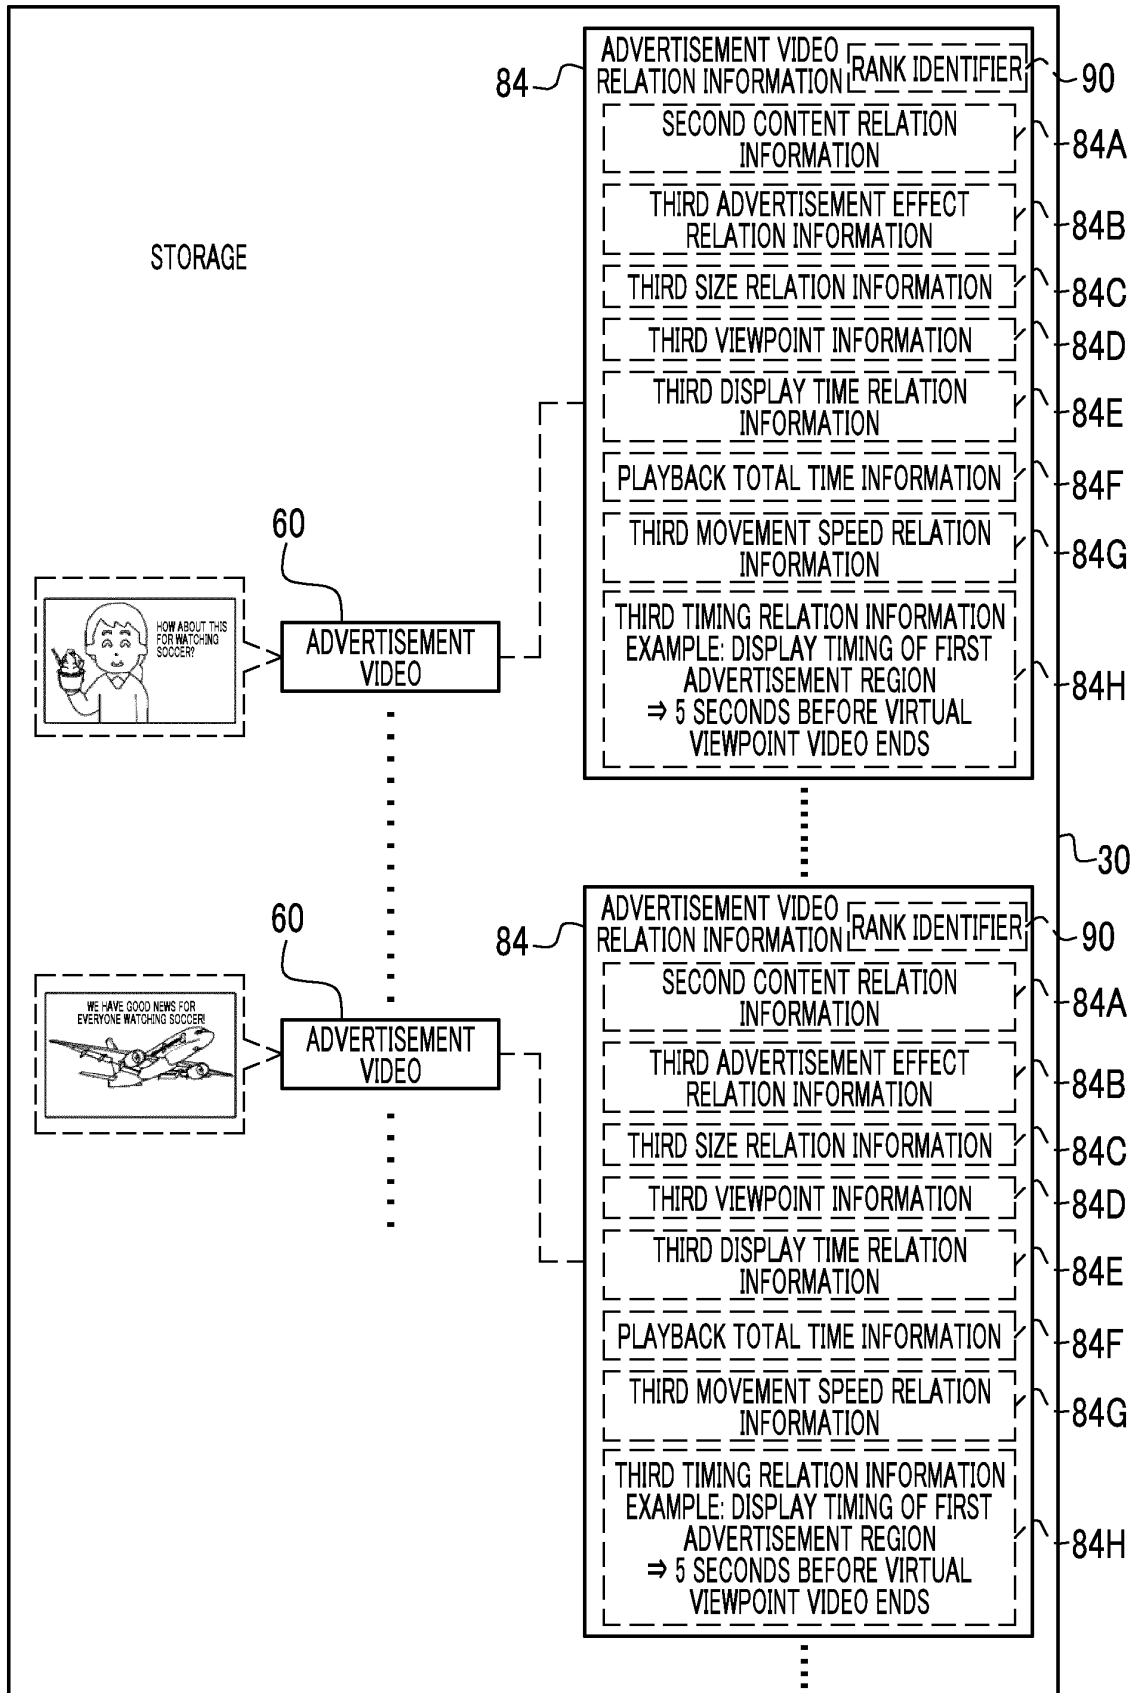 STORAGE
84
ADVERTISEMENT VIDEO
RELATION INFORMATION
RANK IDENTIFIER
90
SECOND CONTENT RELATION
INFORMATION
84A
THIRD ADVERTISEMENT EFFECT
RELATION INFORMATION
84B
THIRD SIZE RELATION INFORMATION
84C
THIRD VIEWPOINT INFORMATION
84D
THIRD DISPLAY TIME RELATION
INFORMATION
84E
PLAYBACK TOTAL TIME INFORMATION
84F
THIRD MOVEMENT SPEED RELATION
INFORMATION
84G
THIRD TIMING RELATION INFORMATION
EXAMPLE: DISPLAY TIMING OF FIRST
ADVERTISEMENT REGION
⇒ 5 SECONDS BEFORE VIRTUAL
VIEWPOINT VIDEO ENDS
84H
60
HOW ABOUT THIS
FOR WATCHING
SOCCER?
ADVERTISEMENT
VIDEO
30
84
ADVERTISEMENT VIDEO
RELATION INFORMATION
RANK IDENTIFIER
90
SECOND CONTENT RELATION
INFORMATION
84A
THIRD ADVERTISEMENT EFFECT
RELATION INFORMATION
84B
THIRD SIZE RELATION INFORMATION
84C
THIRD VIEWPOINT INFORMATION
84D
THIRD DISPLAY TIME RELATION
INFORMATION
84E
PLAYBACK TOTAL TIME INFORMATION
84F
THIRD MOVEMENT SPEED RELATION
INFORMATION
84G
THIRD TIMING RELATION INFORMATION
EXAMPLE: DISPLAY TIMING OF FIRST
ADVERTISEMENT REGION
⇒ 5 SECONDS BEFORE VIRTUAL
VIEWPOINT VIDEO ENDS
84H
60
WE HAVE GOOD NEWS FOR
EVERYONE WATCHING SOCCER!
ADVERTISEMENT
VIDEO